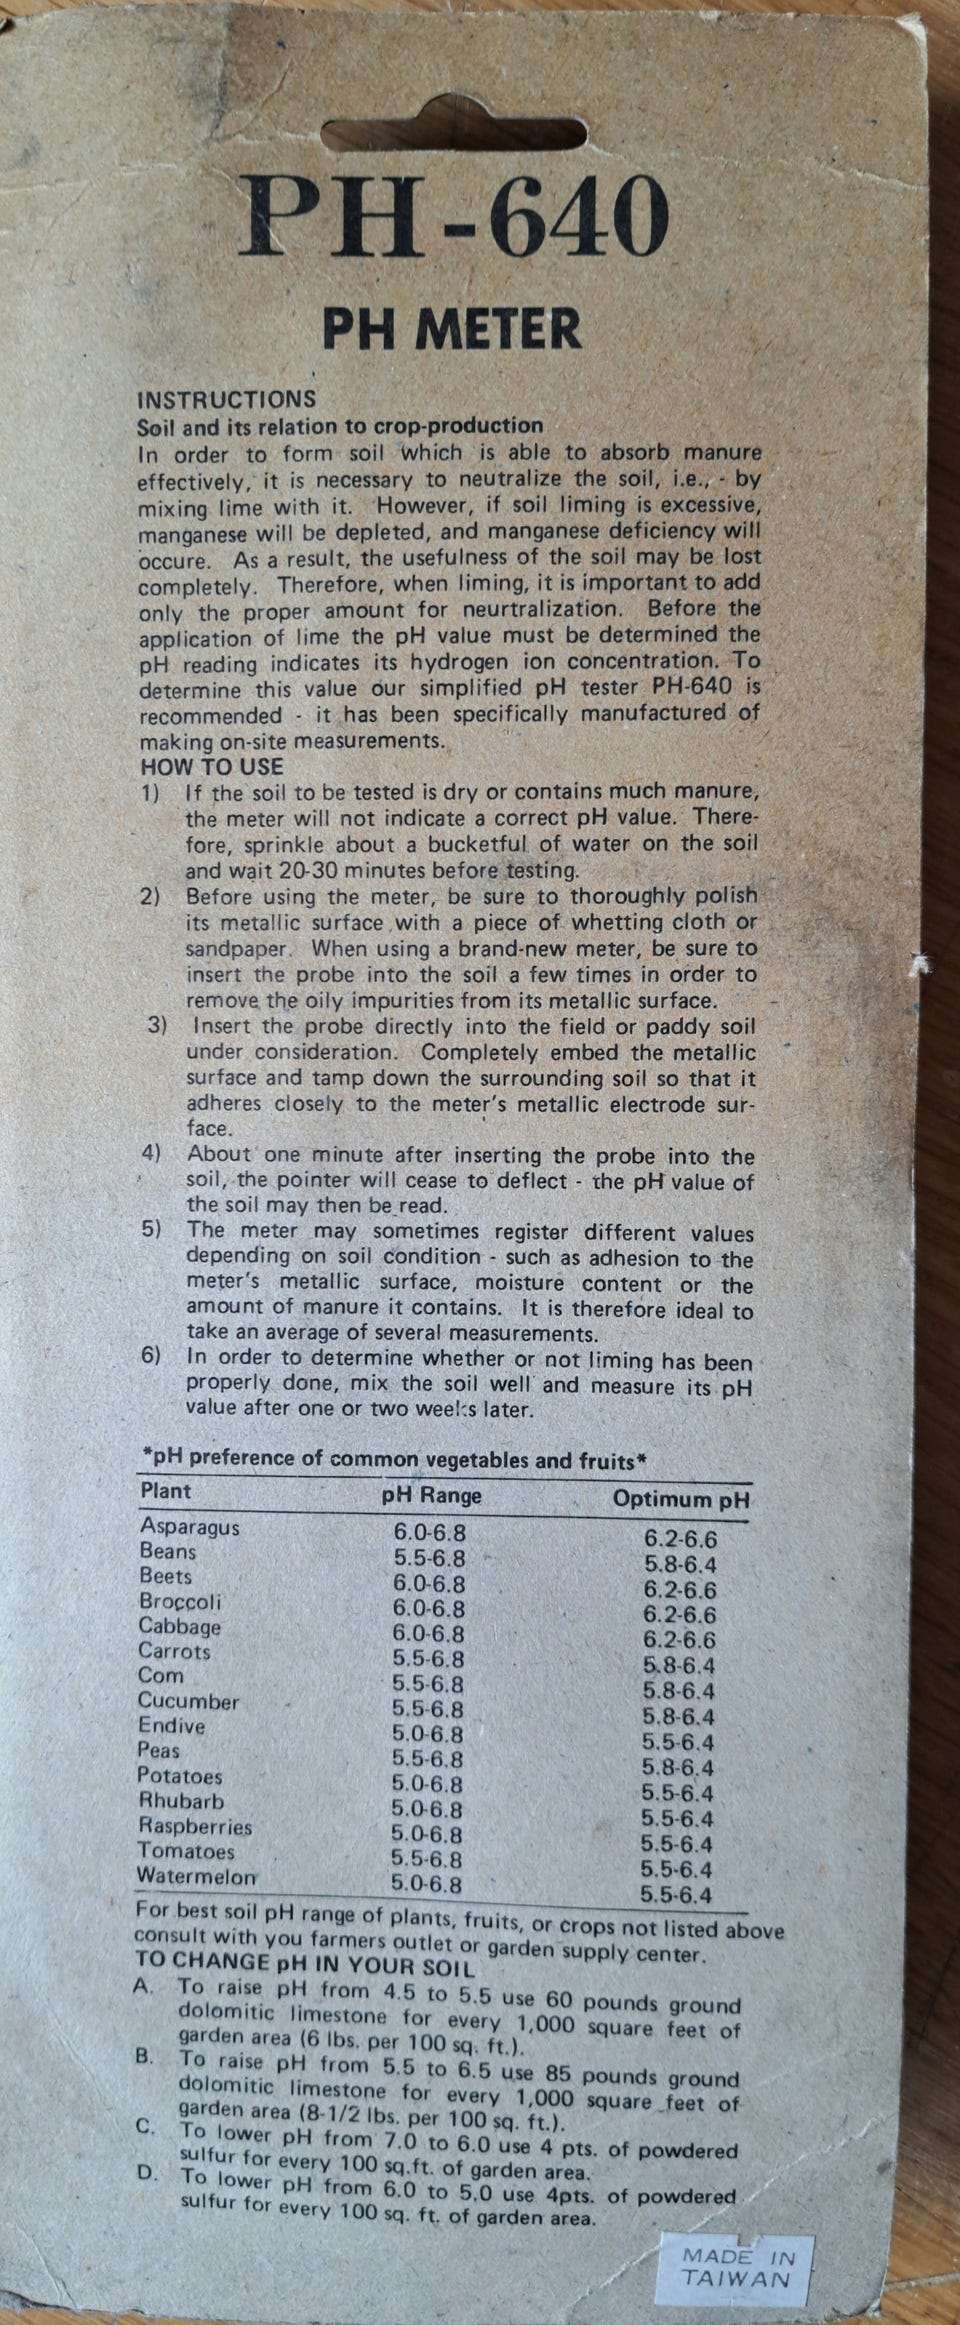 PH-640
PH METER
INSTRUCTIONS
Soil and its relation to crop-production
In order to form soil which is able to absorb manure
effectively, it is necessary to neutralize the soil, i.e., - by
mixing lime with it. However, if soil liming is excessive,
manganese will be depleted, and manganese deficiency will
occure. As a result, the usefulness of the soil may be lost
completely. Therefore, when liming, it is important to add
only the proper amount for neurtralization. Before the
application of lime the pH value must be determined the
pH reading indicates its hydrogen ion concentration. To
determine this value our simplified pH tester PH-640 is
recommended - it has been specifically manufactured of
making on-site measurements.
HOW TO USE
1) If the soil to be tested is dry or contains much manure,
the meter will not indicate a correct pH value. There-
fore, sprinkle about a bucketful of water on the soil
and wait 20-30 minutes before testing.
2) Before using the meter, be sure to thoroughly polish
its metallic surface with a piece of whetting cloth or
sandpaper. When using a brand-new meter, be sure to
insert the probe into the soil a few times in order to
remove the oily impurities from its metallic surface.
3) Insert the probe directly into the field or paddy soil
under consideration. Completely embed the metallic
surface and tamp down the surrounding soil so that it
adheres closely to the meter's metallic electrode sur-
face.
4) About one minute after inserting the probe into the
soil, the pointer will cease to deflect - the pH value of
the soil may then be read.
5) The meter may sometimes register different values
depending on soil condition - such as adhesion to the
meter's metallic surface, moisture content or the
amount of manure it contains. It is therefore ideal to
take an average of several measurements.
6) In order to determine whether or not liming has been
properly done, mix the soil well and measure its pH
value after one or two weeks later.
*pH preference of common vegetables and fruits*
Plant pH Range Optimum pH
Asparagus 6.0-6.8 6.2-6.6
Beans 5.5-6.8 5.8-6.4
Beets 6.0-6.8 6.2-6.6
Broccoli 6.0-6.8 6.2-6.6
Cabbage 6.0-6.8 6.2-6.6
Carrots 5.5-6.8 5.8-6.4
Corn 5.5-6.8 5.8-6.4
Cucumber 5.5-6.8 5.8-6.4
Endive 5.0-6.8 5.5-6.4
Peas 5.5-6.8 5.8-6.4
Potatoes 5.0-6.8 5.5-6.4
Rhubarb 5.0-6.8 5.5-6.4
Raspberries 5.0-6.8 5.5-6.4
Tomatoes 5.5-6.8 5.5-6.4
Watermelon 5.0-6.8 5.5-6.4
For best soil pH range of plants, fruits, or crops not listed above
consult with you farmers outlet or garden supply center.
TO CHANGE pH IN YOUR SOIL
A. To raise pH from 4.5 to 5.5 use 60 pounds ground
dolomitic limestone for every 1,000 square feet of
garden area (6 lbs. per 100 sq. ft.).
B. To raise pH from 5.5 to 6.5 use 85 pounds ground
dolomitic limestone for every 1,000 square feet of
garden area (8-1/2 lbs. per 100 sq. ft.).
C. To lower pH from 7.0 to 6.0 use 4 pts. of powdered
sulfur for every 100 sq.ft. of garden area.
D. To lower pH from 6.0 to 5.0 use 4pts. of powdered
sulfur for every 100 sq. ft. of garden area.
MADE IN
TAIWAN